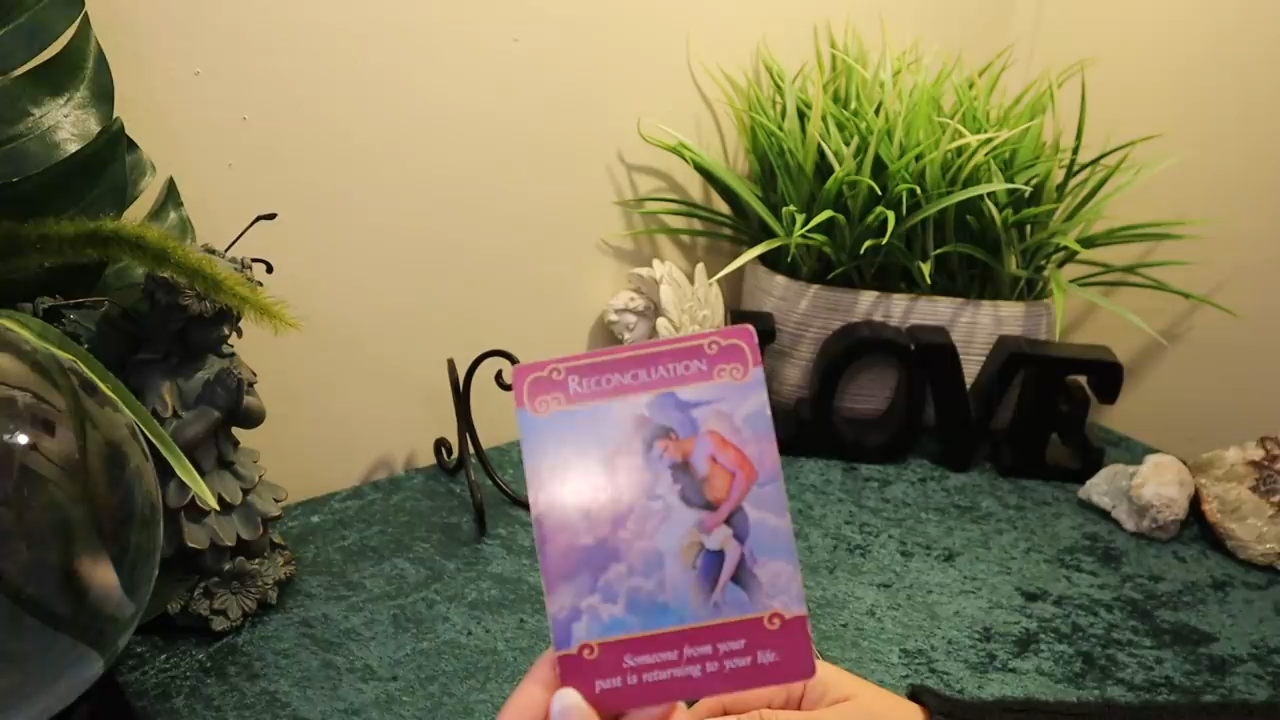 RECONCILIATION
LOVE
Someone from your
past is returning to your life.